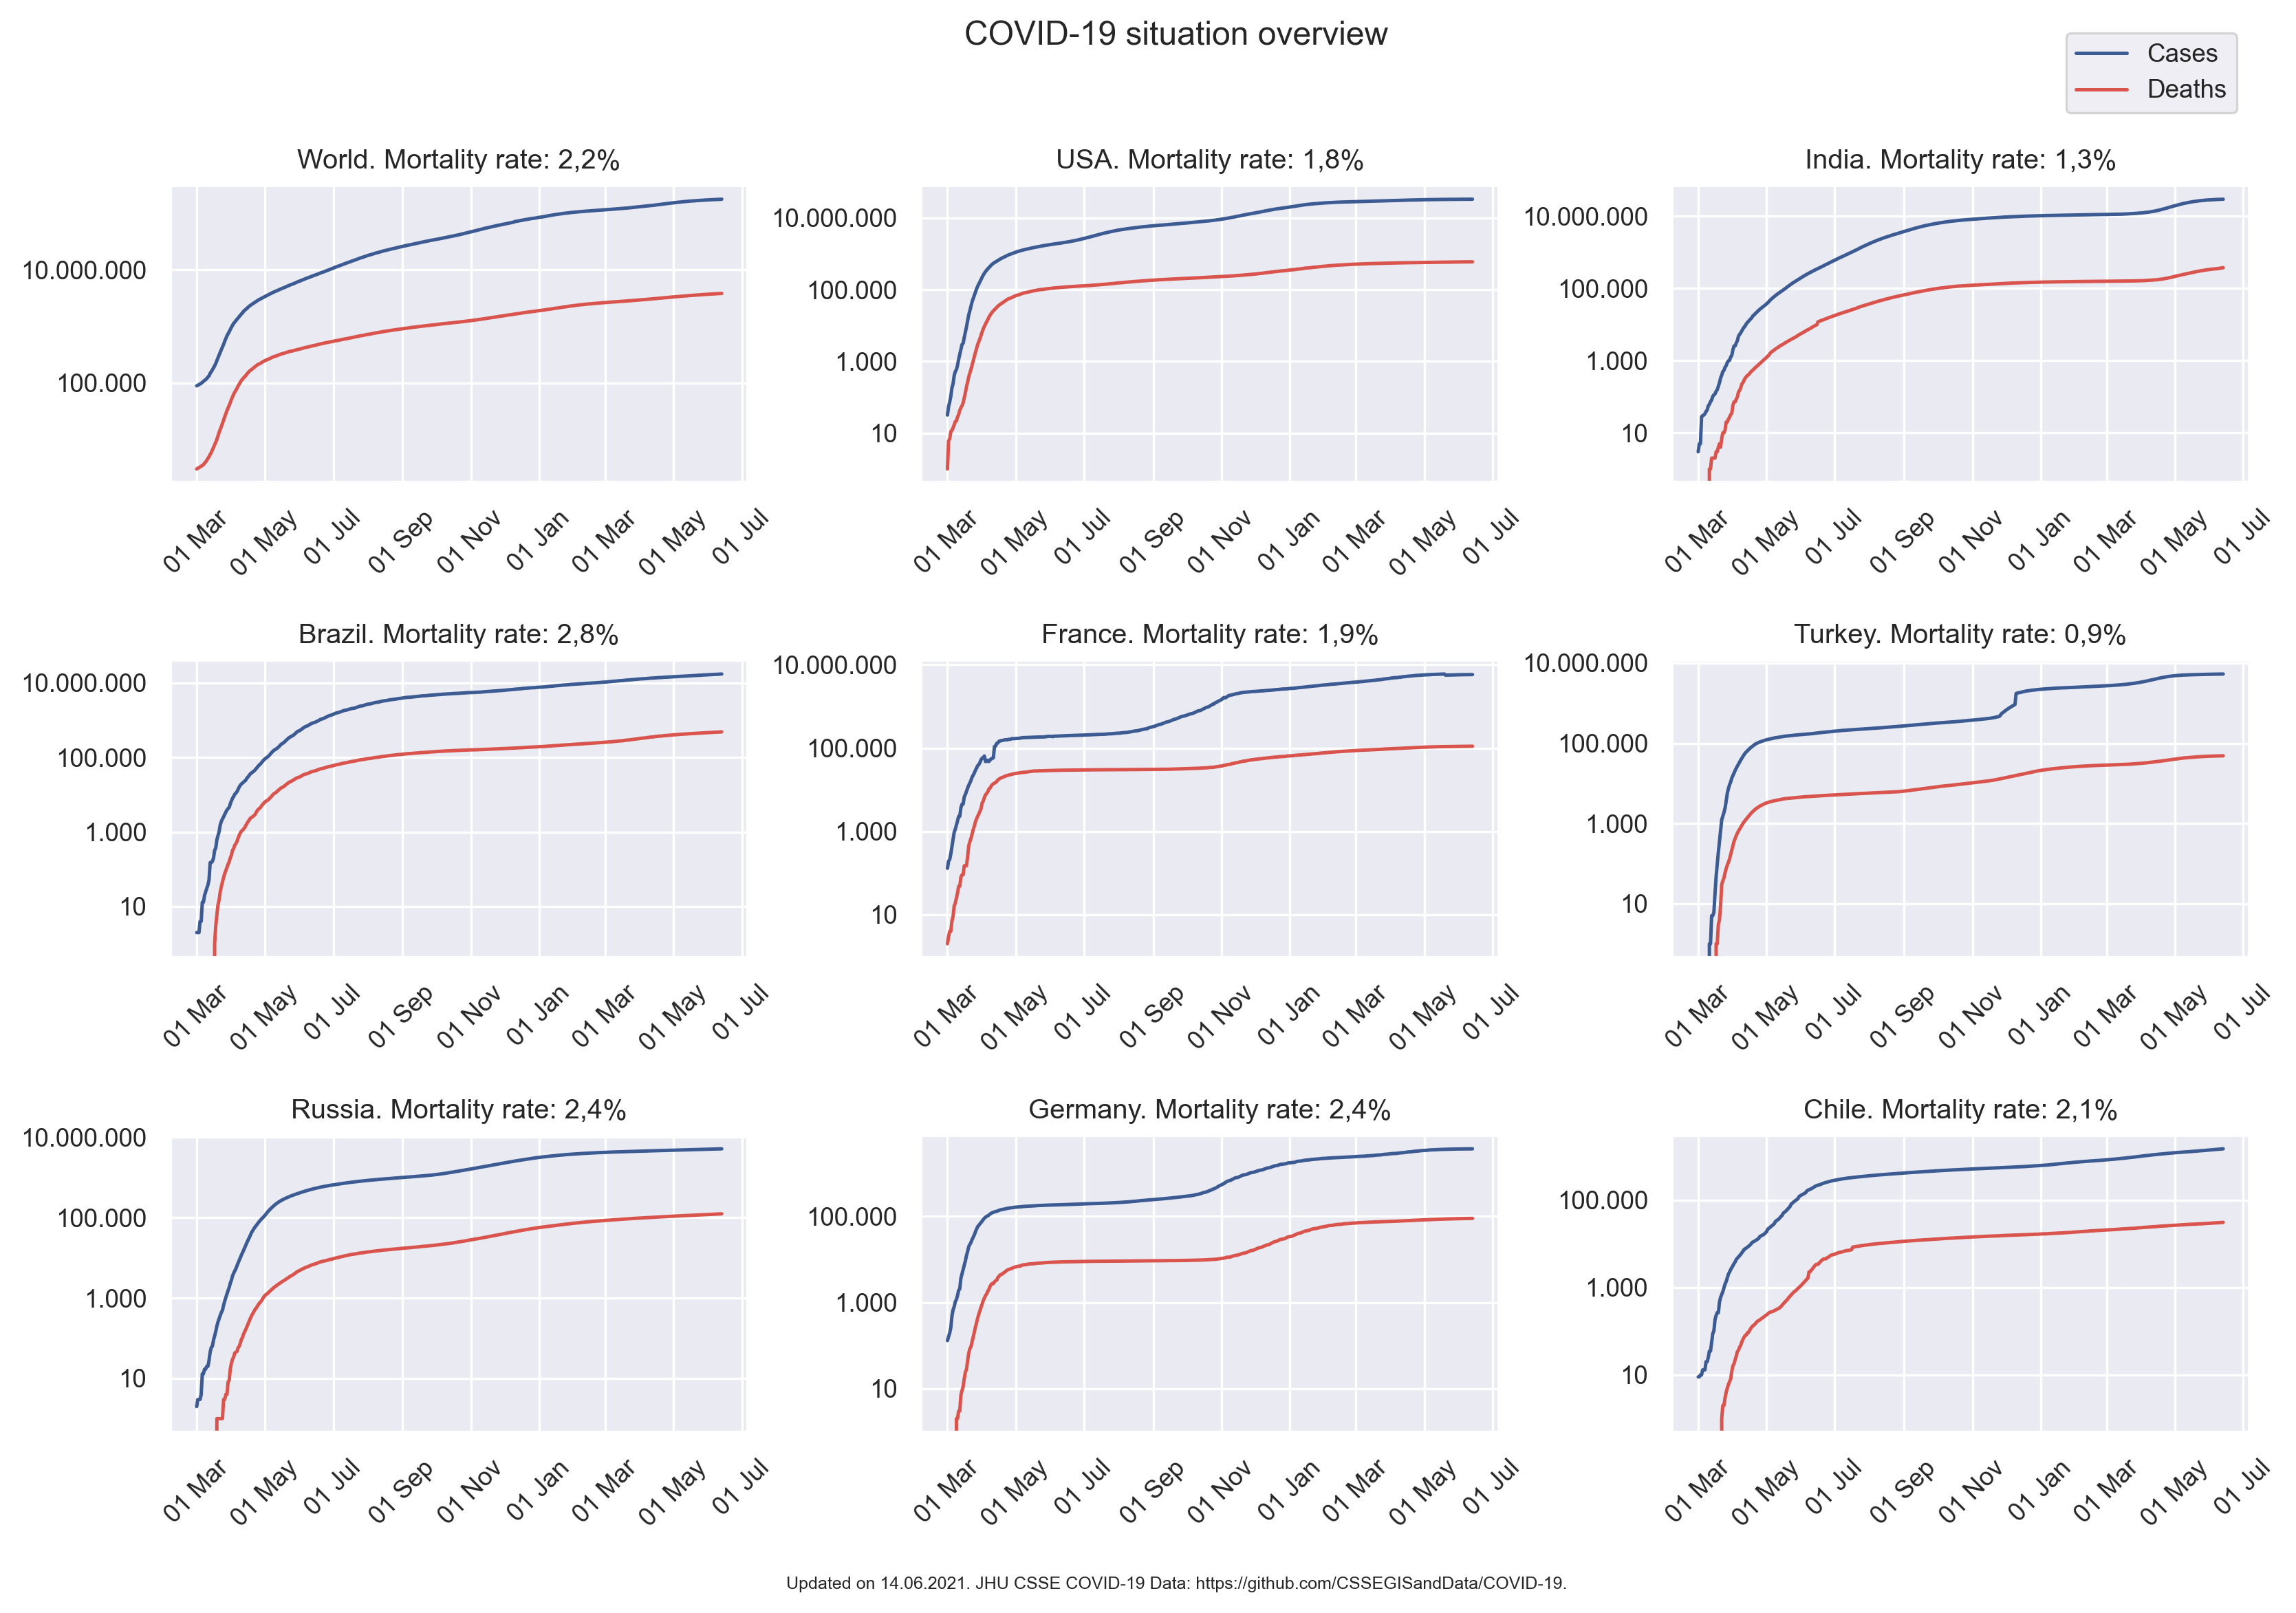 COVID-19 situation overview
Cases
Deaths
World. Mortality rate: 2,2%
10.000.000
100.000
01 Mar
01 May
01 Jul
01 Sep
01 Nov
01 Jan
01 Mar
01 May
01 Jul
USA. Mortality rate: 1,8%
10.000.000
100.000
1.000
10
01 Mar
01 May
01 Jul
01 Sep
01 Nov
01 Jan
01 Mar
01 May
01 Jul
India. Mortality rate: 1,3%
10.000.000
100.000
1.000
10
01 Mar
01 May
01 Jul
01 Sep
01 Nov
01 Jan
01 Mar
01 May
01 Jul
Brazil. Mortality rate: 2,8%
10.000.000
100.000
1.000
10
01 Mar
01 May
01 Jul
01 Sep
01 Nov
01 Jan
01 Mar
01 May
01 Jul
France. Mortality rate: 1,9%
10.000.000
100.000
1.000
10
01 Mar
01 May
01 Jul
01 Sep
01 Nov
01 Jan
01 Mar
01 May
01 Jul
Turkey. Mortality rate: 0,9%
10.000.000
100.000
1.000
10
01 Mar
01 May
01 Jul
01 Sep
01 Nov
01 Jan
01 Mar
01 May
01 Jul
Russia. Mortality rate: 2,4%
10.000.000
100.000
1.000
10
01 Mar
01 May
01 Jul
01 Sep
01 Nov
01 Jan
01 Mar
01 May
01 Jul
Germany. Mortality rate: 2,4%
100.000
1.000
10
01 Mar
01 May
01 Jul
01 Sep
01 Nov
01 Jan
01 Mar
01 May
01 Jul
Chile. Mortality rate: 2,1%
100.000
1.000
10
01 Mar
01 May
01 Jul
01 Sep
01 Nov
01 Jan
01 Mar
01 May
01 Jul
Updated on 14.06.2021. JHU CSSE COVID-19 Data: https://github.com/CSSEGISandData/COVID-19.